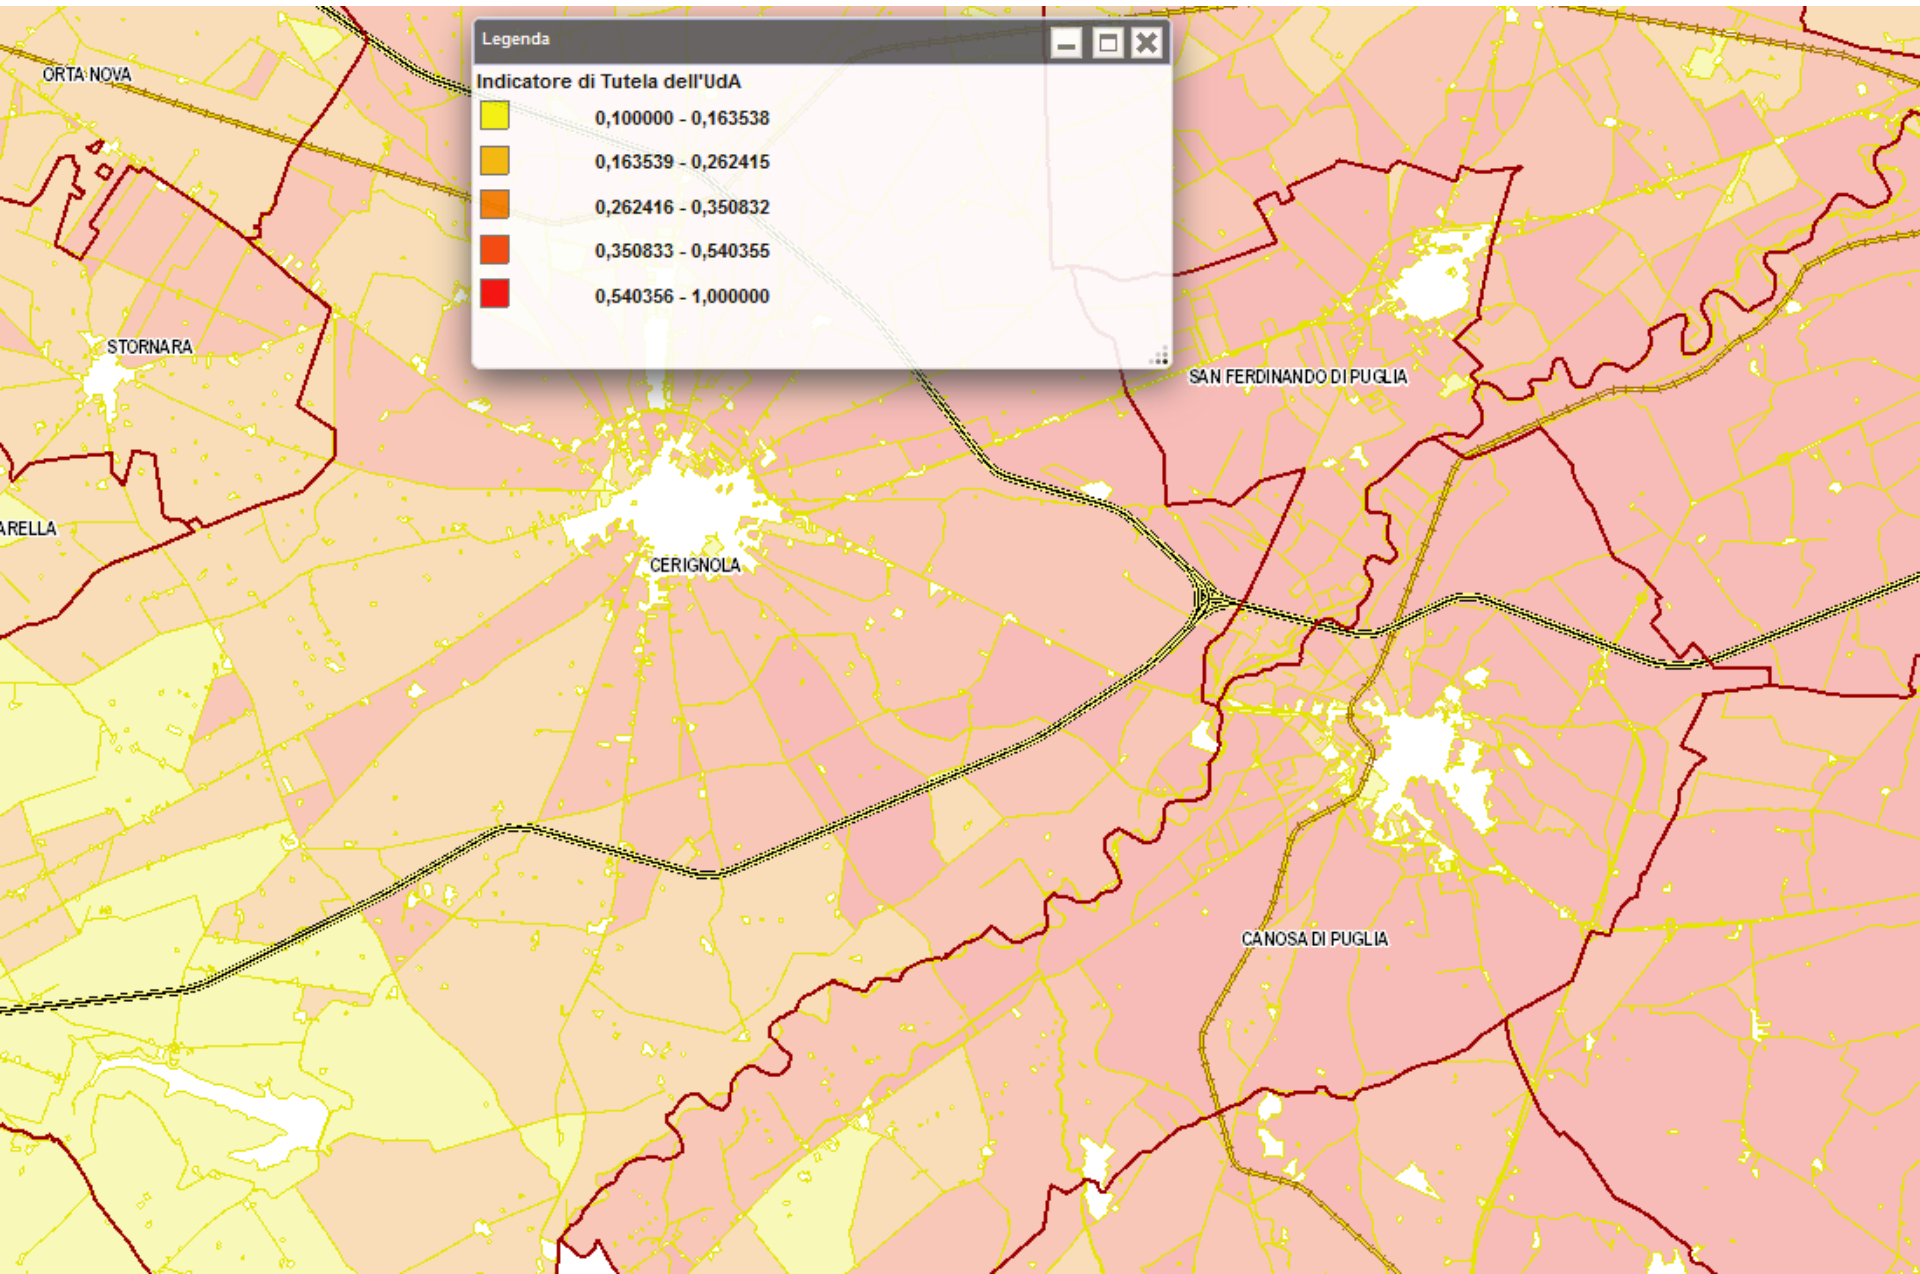 Legenda
Indicatore di Tutela dell'UdA
0,100000 - 0,163538
0,163539 - 0,262415
0,262416 - 0,350832
0,350833 - 0,540355
0,540356 - 1,000000
ORTA NOVA
STORNARA
SAN FERDINANDO DI PUGLIA
ARELLA
CERIGNOLA
CANOSA DI PUGLIA